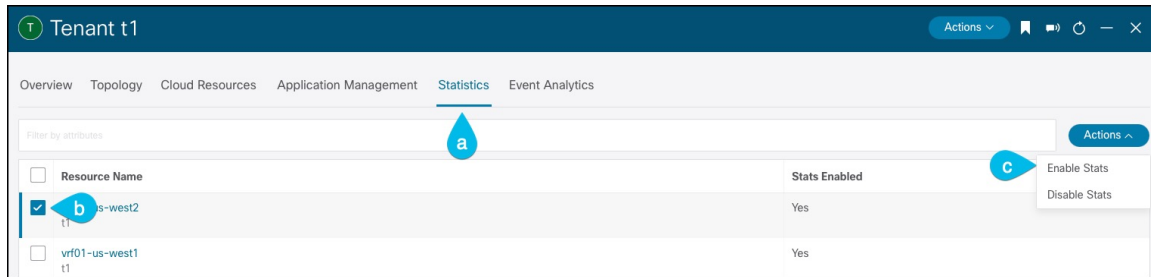 T Tenant t1 Actions
Overview Topology Cloud Resources Application Management Statistics Event Analytics
Filter by attributes Actions
a
Resource Name Stats Enabled
c Enable Stats
Disable Stats
b s-west2 Yes
t1
vrf01-us-west1 Yes
t1